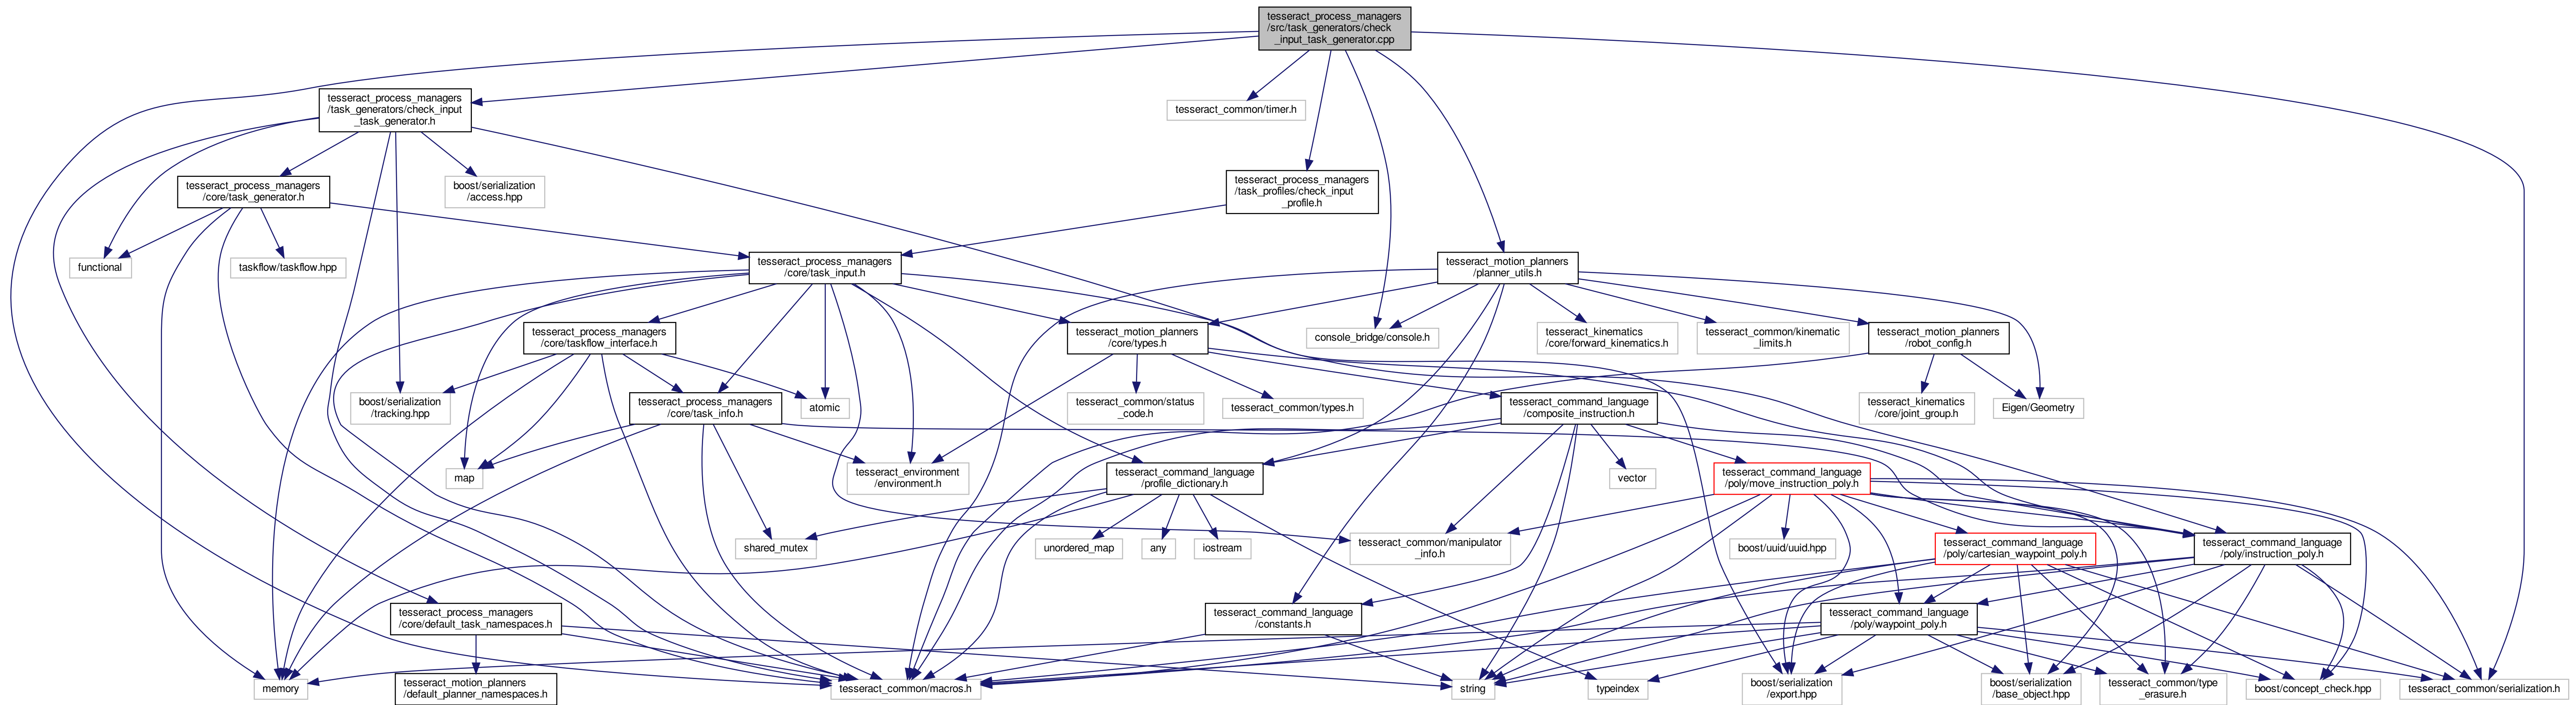 tesseract_process_managers
/src/task_generators/check
_input_task_generator.cpp
tesseract_process_managers
/task_generators/check_input
_task_generator.h
tesseract_common/timer.h
tesseract_process_managers
/core/task_generator.h
boost/serialization
/access.hpp
tesseract_process_managers
/task_profiles/check_input
_profile.h
functional
taskflow/taskflow.hpp
tesseract_process_managers
/core/task_input.h
tesseract_motion_planners
/planner_utils.h
tesseract_process_managers
/core/taskflow_interface.h
tesseract_motion_planners
/core/types.h
console_bridge/console.h
tesseract_kinematics
/core/forward_kinematics.h
tesseract_common/kinematic
_limits.h
tesseract_motion_planners
/robot_config.h
boost/serialization
/tracking.hpp
tesseract_process_managers
/core/task_info.h
atomic
tesseract_common/status
_code.h
tesseract_common/types.h
tesseract_command_language
/composite_instruction.h
tesseract_kinematics
/core/joint_group.h
Eigen/Geometry
map
tesseract_environment
/environment.h
tesseract_command_language
/profile_dictionary.h
vector
tesseract_command_language
/poly/move_instruction_poly.h
shared_mutex
unordered_map
any
iostream
tesseract_common/manipulator
_info.h
boost/uuid/uuid.hpp
tesseract_command_language
/poly/cartesian_waypoint_poly.h
tesseract_command_language
/poly/instruction_poly.h
tesseract_process_managers
/core/default_task_namespaces.h
tesseract_command_language
/constants.h
tesseract_command_language
/poly/waypoint_poly.h
memory
tesseract_motion_planners
/default_planner_namespaces.h
tesseract_common/macros.h
string
typeindex
boost/serialization
/export.hpp
boost/serialization
/base_object.hpp
tesseract_common/type
_erasure.h
boost/concept_check.hpp
tesseract_common/serialization.h